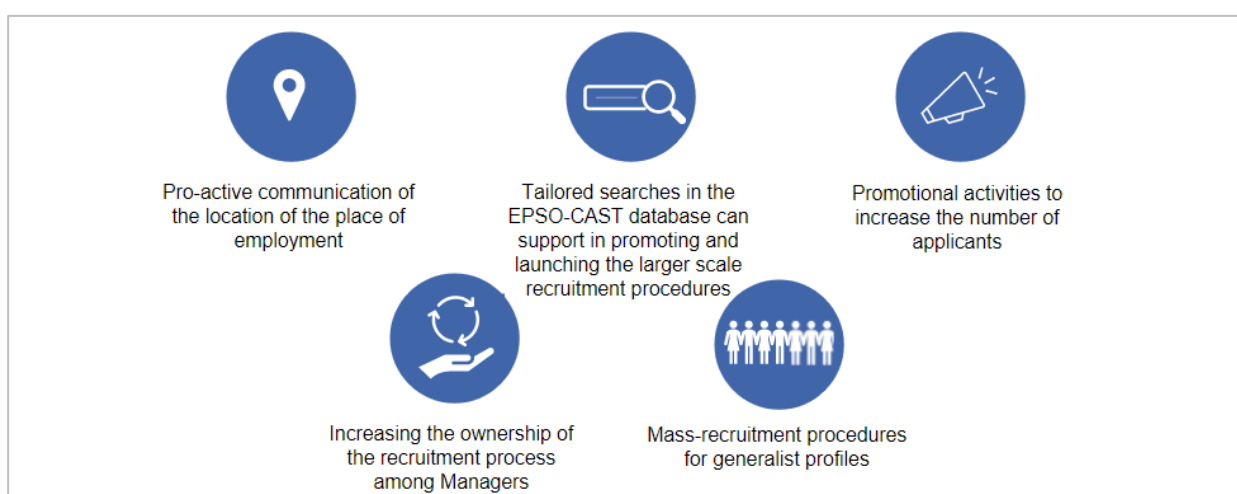 Pro-active communication of
the location of the place of
employment
Tailored searches in the
EPSO-CAST database can
support in promoting and
launching the larger scale
recruitment procedures
Promotional activities to
increase the number of
applicants
Increasing the ownership of
the recruitment process
among Managers
Mass-recruitment procedures
for generalist profiles